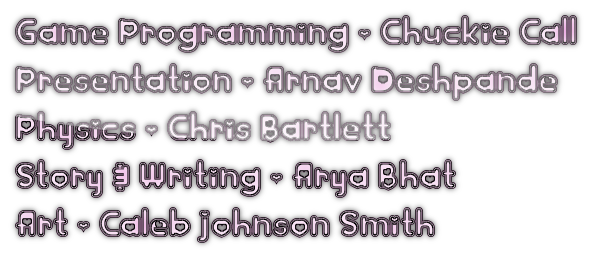 Game Programming - Chuckie Call
Presentation - Arnav Deshpande
Physics - Chris Bartlett
Story & Writing - Arya Bhat
Art - Caleb Johnson Smith